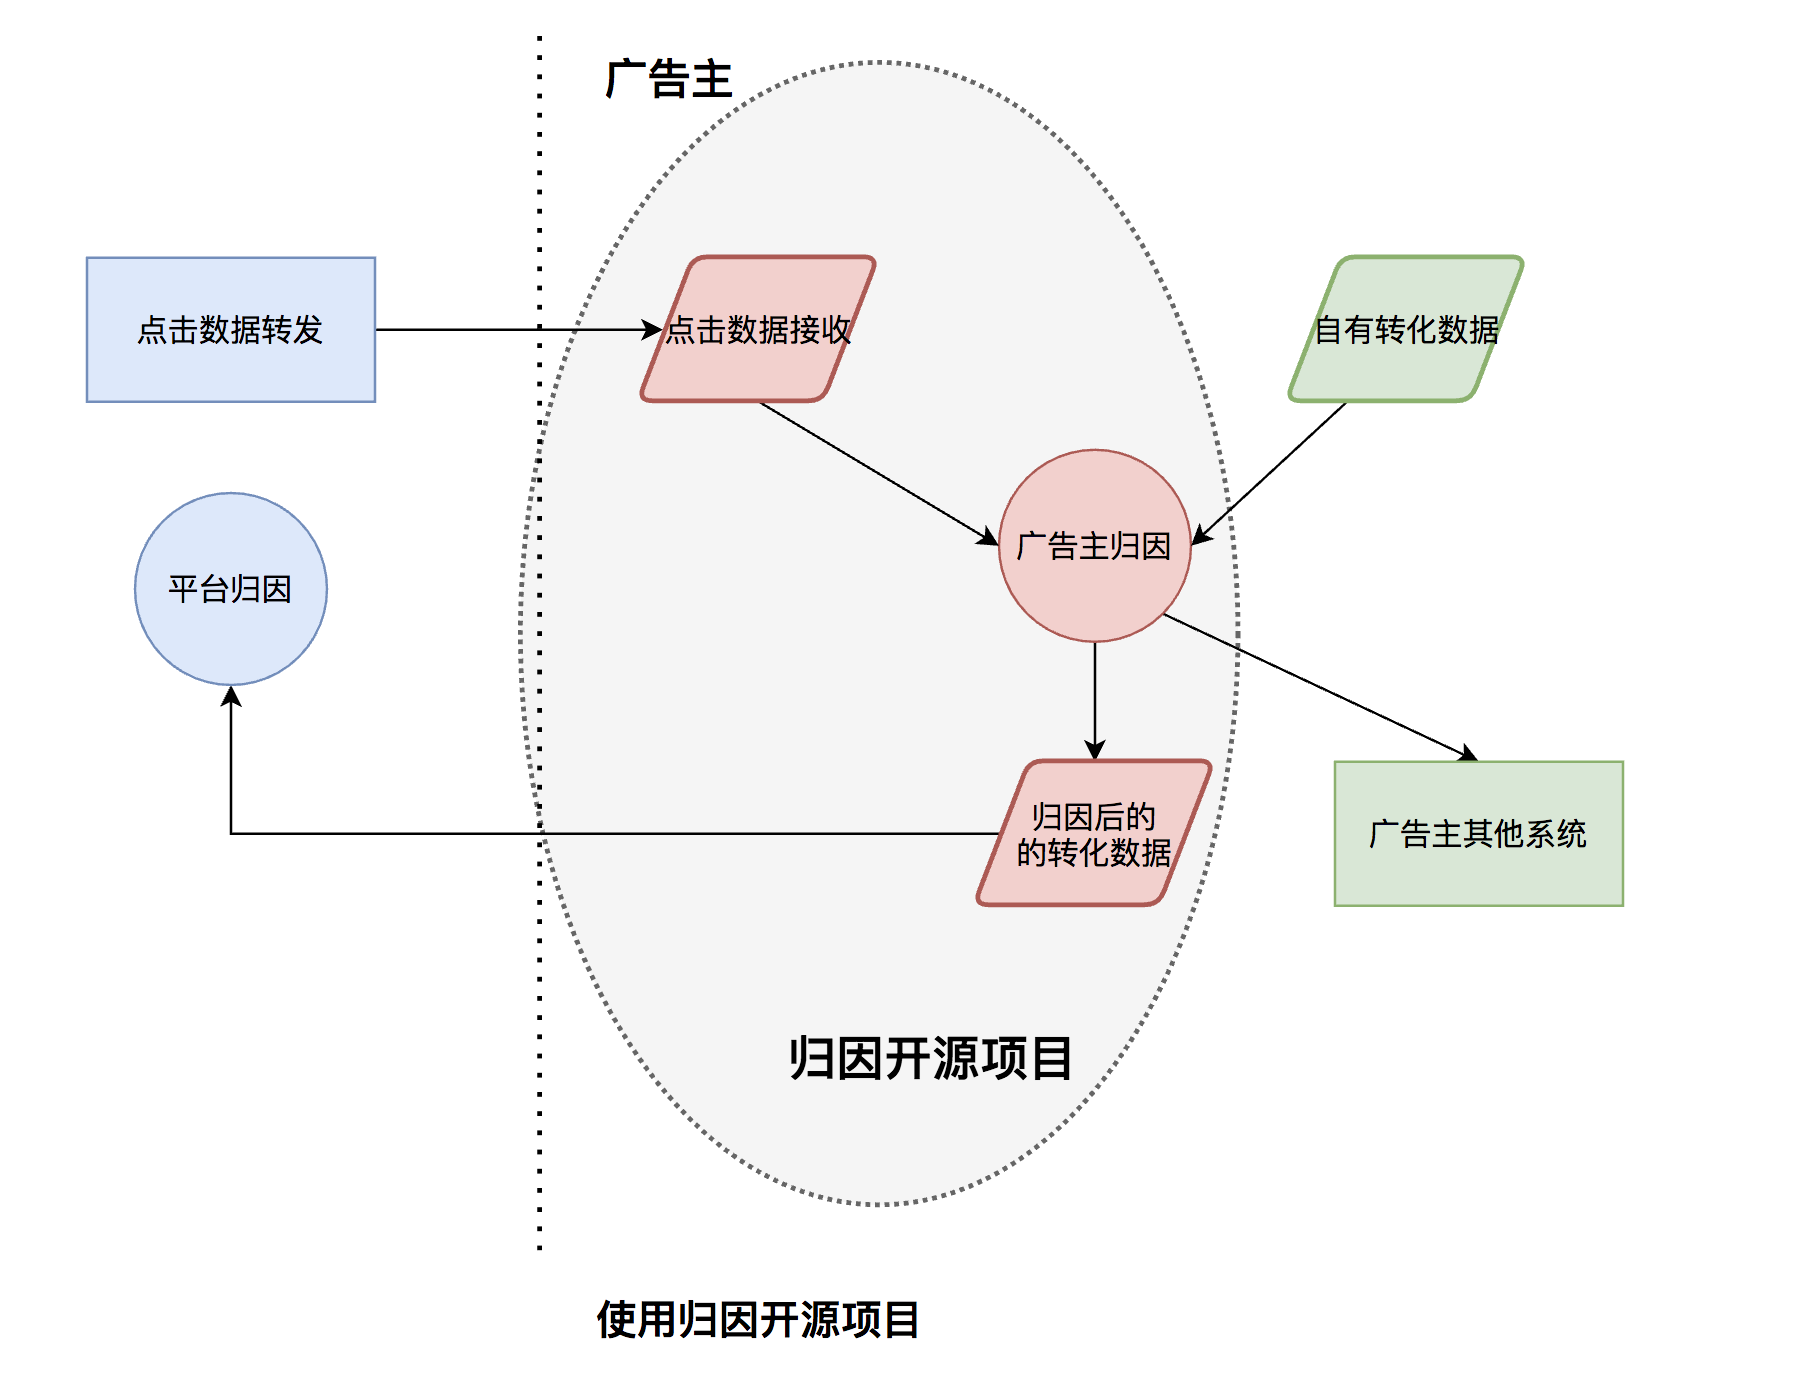 广告主
点击数据转发
点击数据接收
自有转化数据
广告主归因
平台归因
归因后的
的转化数据
广告主其他系统
归因开源项目
使用归因开源项目